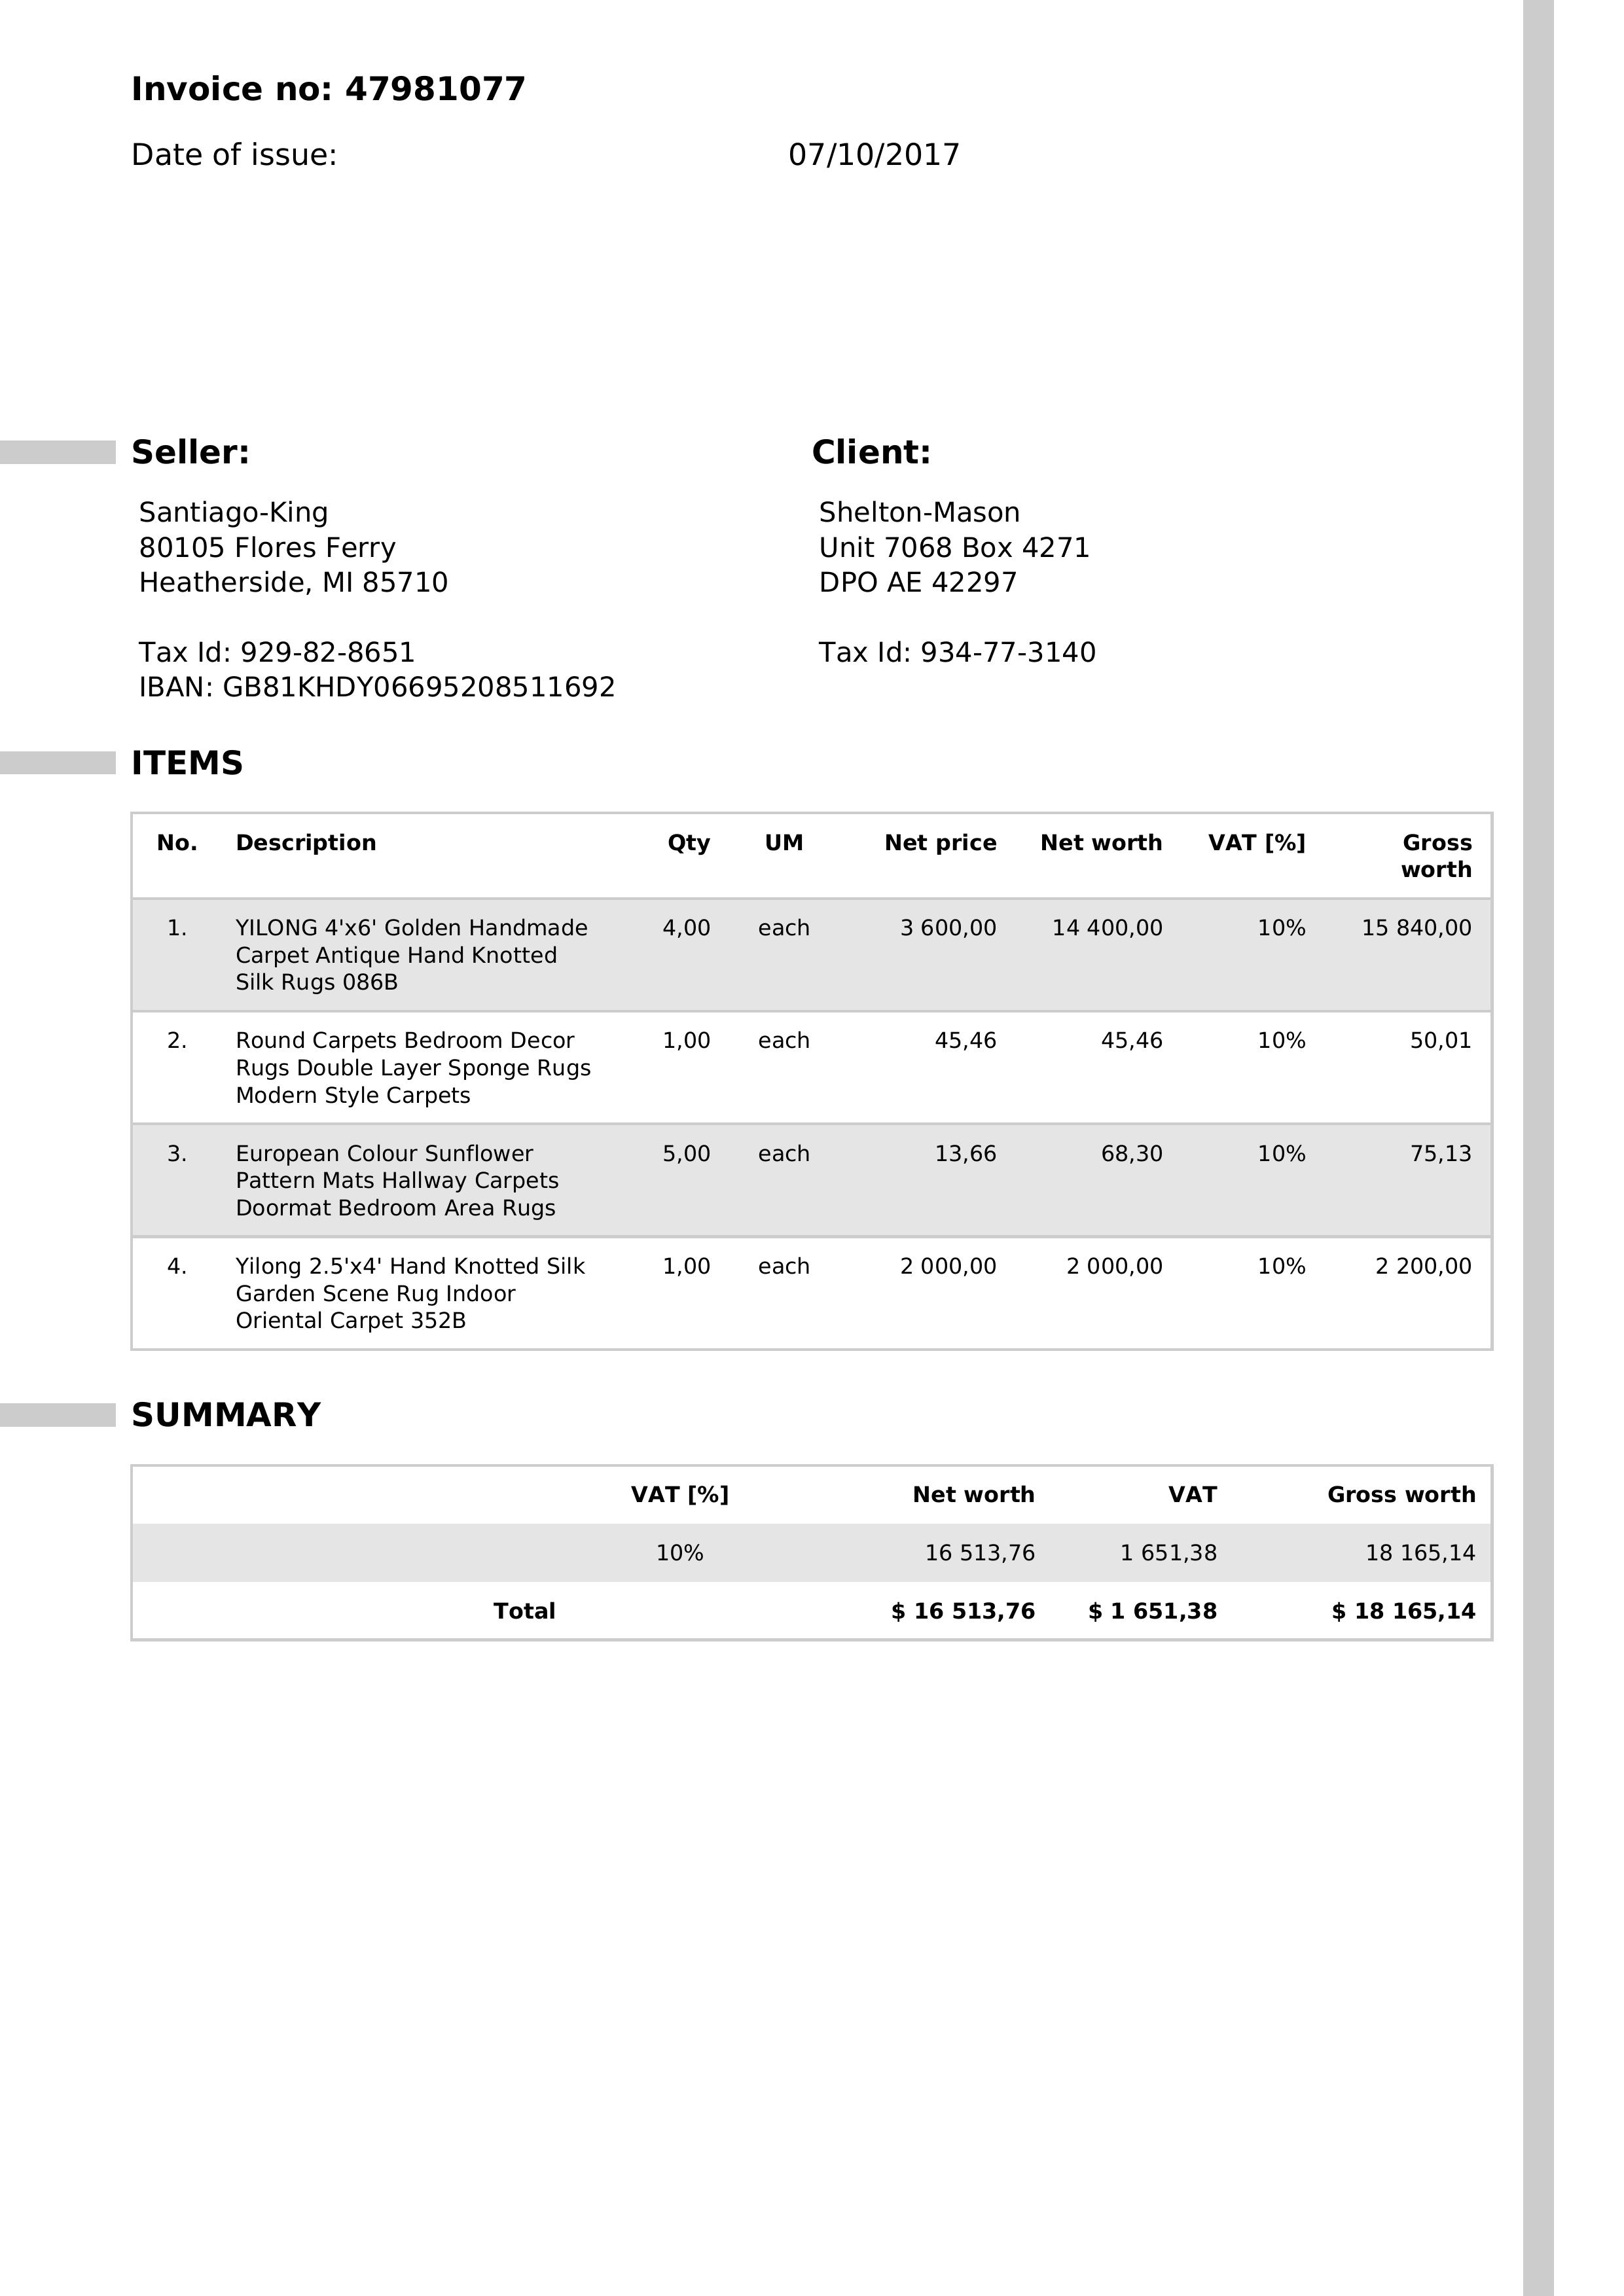 Invoice no: 47981077
Date of issue: 07/10/2017
Seller:
Santiago-King
80105 Flores Ferry
Heatherside, MI 85710
Tax Id: 929-82-8651
IBAN: GB81KHDY06695208511692
Client:
Shelton-Mason
Unit 7068 Box 4271
DPO AE 42297
Tax Id: 934-77-3140
ITEMS
No. Description Qty UM Net price Net worth VAT [%] Gross
worth
1. YILONG 4'x6' Golden Handmade 4,00 each 3 600,00 14 400,00 10% 15 840,00
Carpet Antique Hand Knotted
Silk Rugs 086B
2. Round Carpets Bedroom Decor 1,00 each 45,46 45,46 10% 50,01
Rugs Double Layer Sponge Rugs
Modern Style Carpets
3. European Colour Sunflower 5,00 each 13,66 68,30 10% 75,13
Pattern Mats Hallway Carpets
Doormat Bedroom Area Rugs
4. Yilong 2.5'x4' Hand Knotted Silk 1,00 each 2 000,00 2 000,00 10% 2 200,00
Garden Scene Rug Indoor
Oriental Carpet 352B
SUMMARY
VAT [%] Net worth VAT Gross worth
10% 16 513,76 1 651,38 18 165,14
Total $ 16 513,76 $ 1 651,38 $ 18 165,14